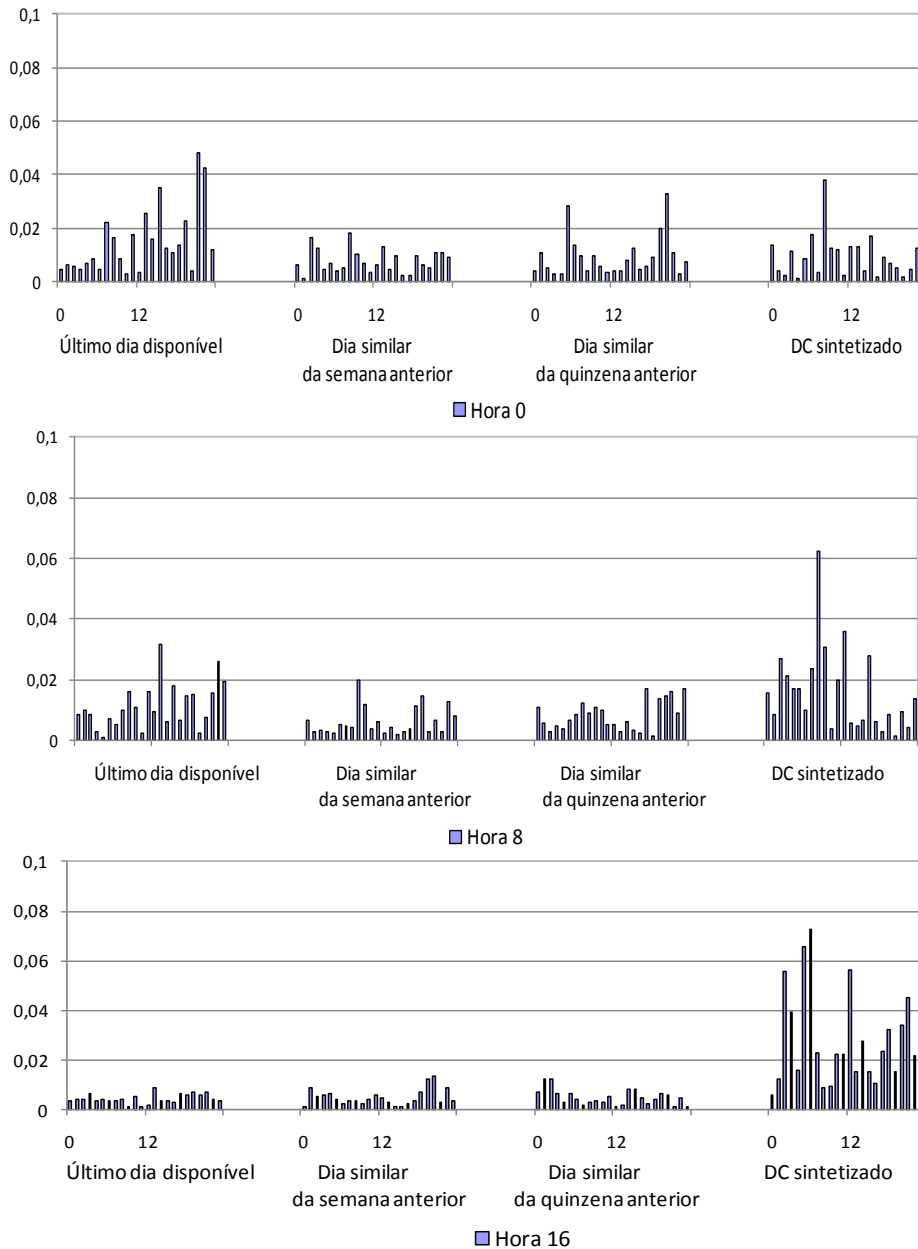 0,1
0,08
0,06
0,04
0,02
0
0 12 0 12 0 12 0 12
Último dia disponível Dia similar Dia similar DC sintetizado
da semana anterior da quinzena anterior
Hora 0
0,1
0,08
0,06
0,04
0,02
0
Último dia disponível Dia similar Dia similar DC sintetizado
da semana anterior da quinzena anterior
Hora 8
0,1
0,08
0,06
0,04
0,02
0
0 12 0 12 0 12 0 12
Último dia disponível Dia similar Dia similar DC sintetizado
da semana anterior da quinzena anterior
Hora 16